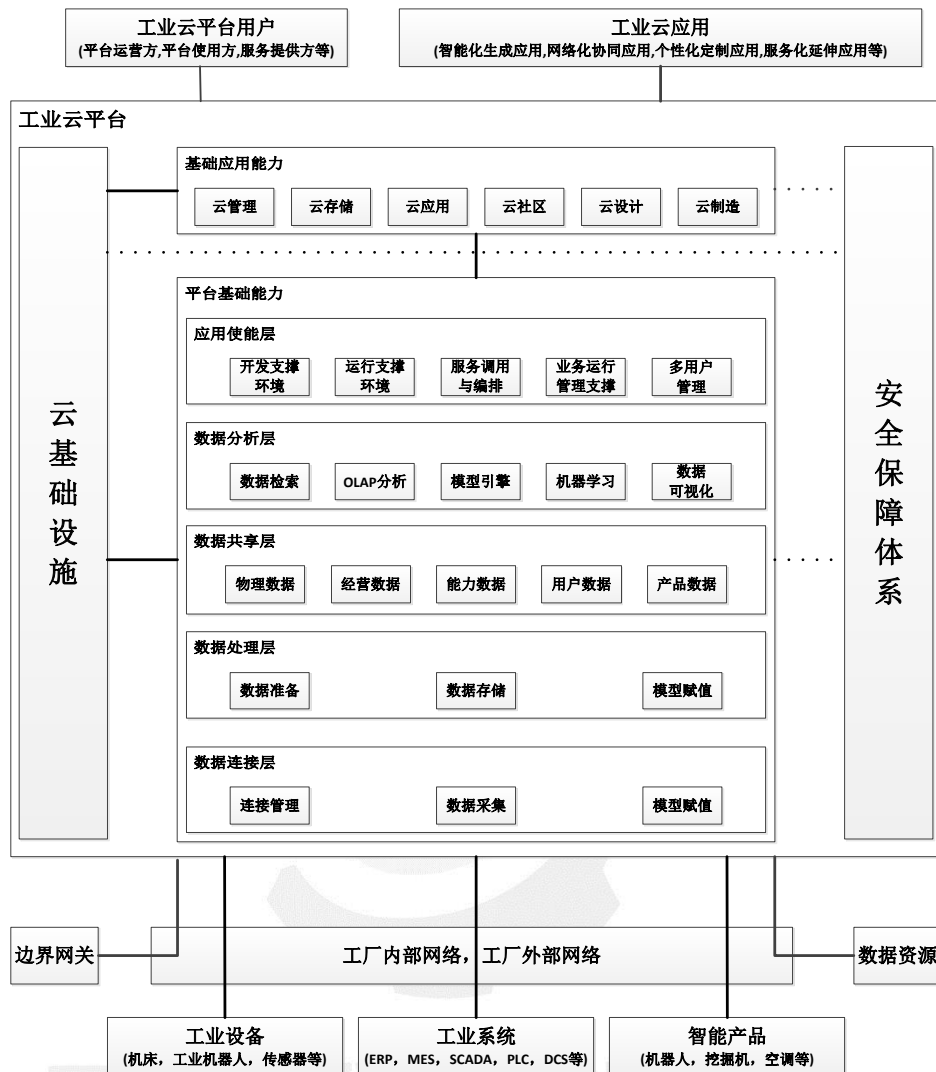 工业云平台用户
(平台运营方,平台使用方,服务提供方等)
工业云应用
(智能化生成应用,网络化协同应用,个性化定制应用,服务化延伸应用等)
工业云平台
云基础设施
基础应用能力
云管理
云存储
云应用
云社区
云设计
云制造
平台基础能力
应用使能层
开发支撑
环境
运行支撑
环境
服务调用
与编排
业务运行
管理支撑
多用户
管理
数据分析层
数据检索
OLAP分析
模型引擎
机器学习
数据
可视化
数据共享层
物理数据
经营数据
能力数据
用户数据
产品数据
数据处理层
数据准备
数据存储
模型赋值
数据连接层
连接管理
数据采集
模型赋值
安全保障体系
边界网关
工厂内部网络，工厂外部网络
数据资源
工业设备
(机床，工业机器人，传感器等)
工业系统
(ERP，MES，SCADA，PLC，DCS等)
智能产品
(机器人，挖掘机，空调等)